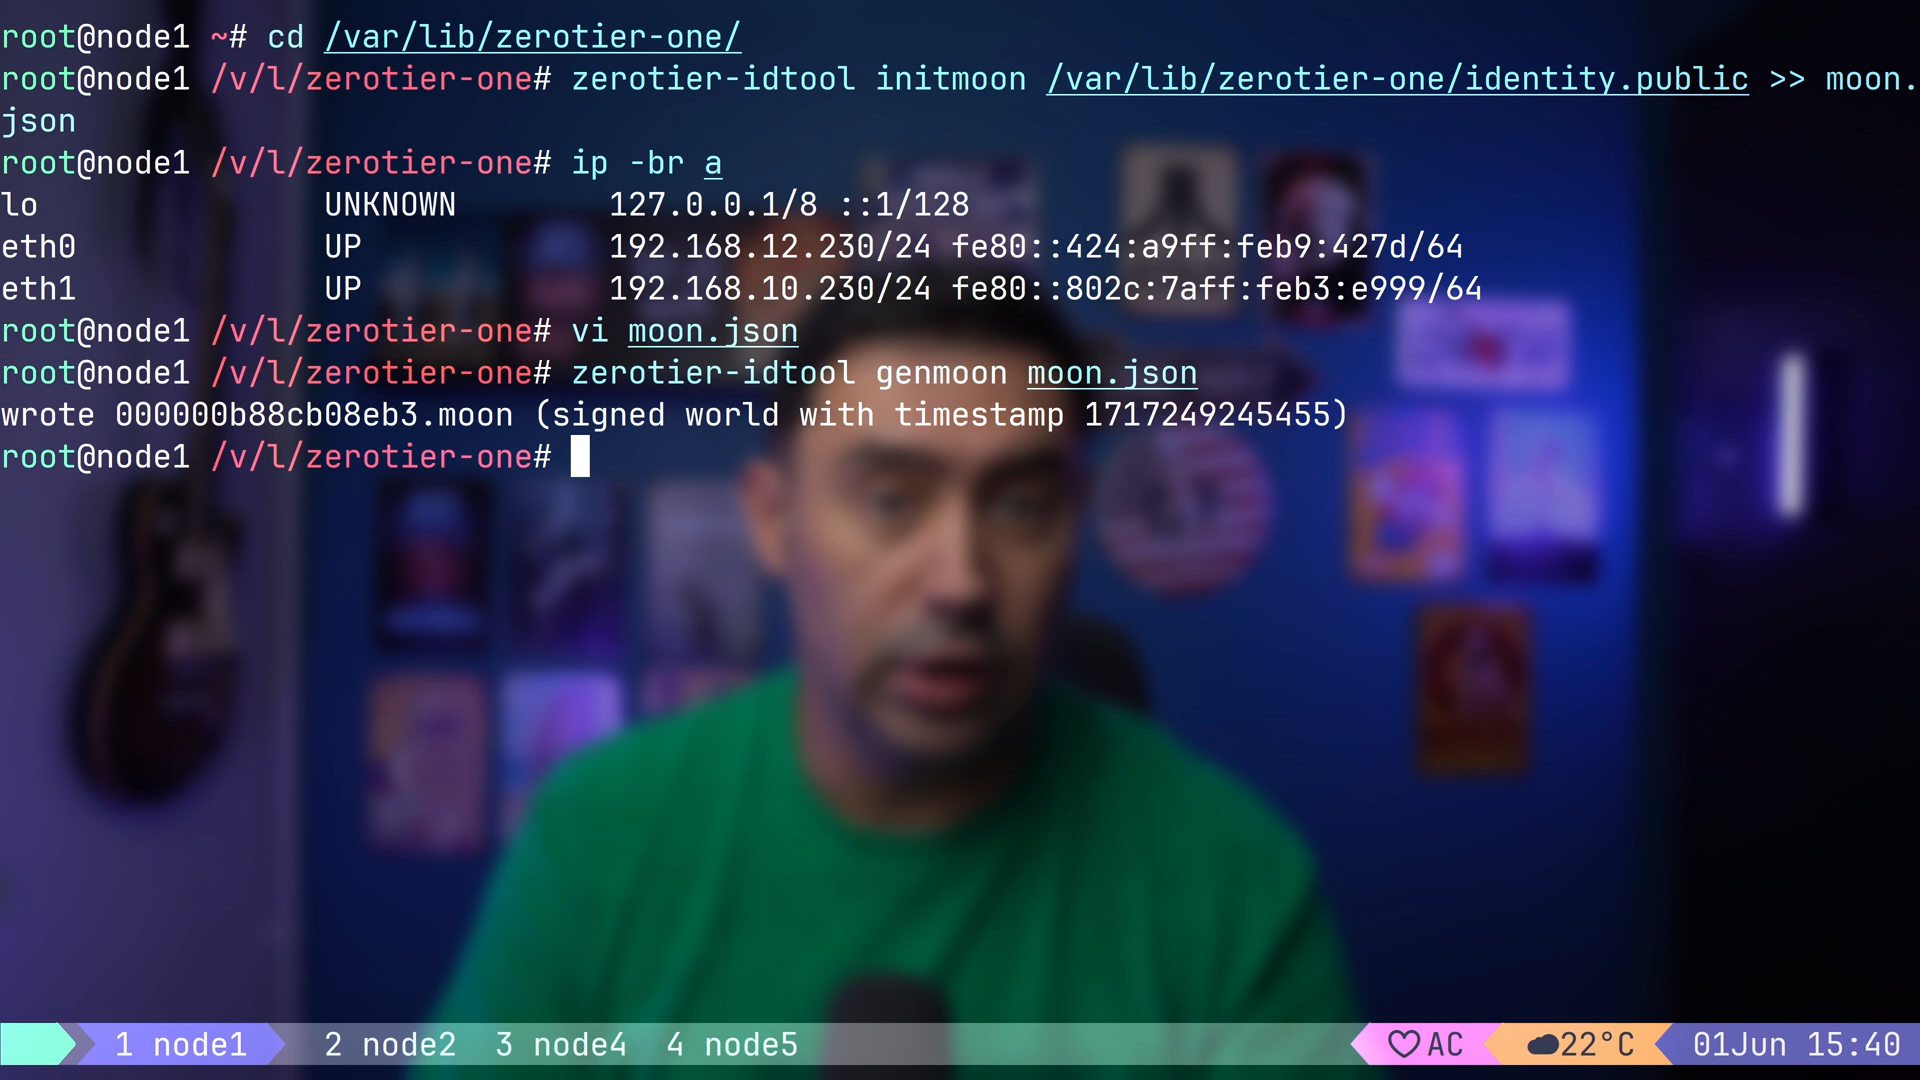 root@node1 ~# cd /var/lib/zerotier-one/
root@node1 /v/l/zerotier-one# zerotier-idtool initmoon /var/lib/zerotier-one/identity.public >> moon.
json
root@node1 /v/l/zerotier-one# ip -br a
lo UNKNOWN 127.0.0.1/8 ::1/128
eth0 UP 192.168.12.230/24 fe80::424:a9ff:feb9:427d/64
eth1 UP 192.168.10.230/24 fe80::802c:7aff:feb3:e999/64
root@node1 /v/l/zerotier-one# vi moon.json
root@node1 /v/l/zerotier-one# zerotier-idtool genmoon moon.json
wrote 000000b88cb08eb3.moon (signed world with timestamp 1717249245455)
root@node1 /v/l/zerotier-one#
1 node1 2 node2 3 node4 4 node5 AC 22°C 01Jun 15:40